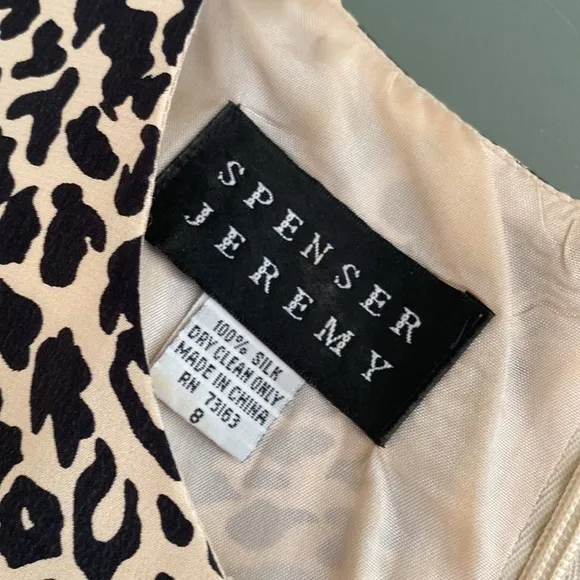 SPENSER
JEREMY
100% SILK
DRY CLEAN ONLY
MADE IN CHINA
RN 73163
8